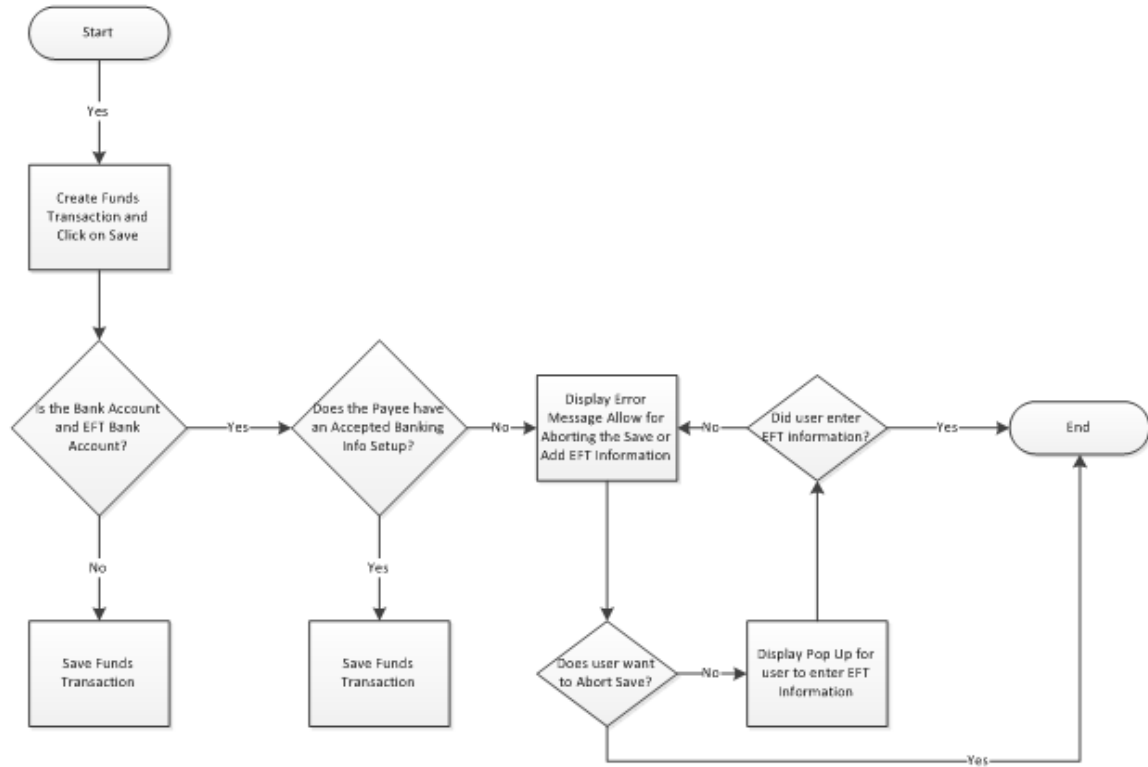 Start
Yes
Create Funds
Transaction and
Click on Save
Is the Bank Account
and EFT Bank
Account?
Yes
Does the Payee have
an Accepted Banking
Info Setup?
No
Display Error
Message Allow for
Aborting the Save or
Add EFT Information
No
Did user enter
EFT information?
Yes
End
No
Yes
Save Funds
Transaction
Save Funds
Transaction
Does user want
to Abort Save?
No
Display Pop Up for
user to enter EFT
Information
Yes